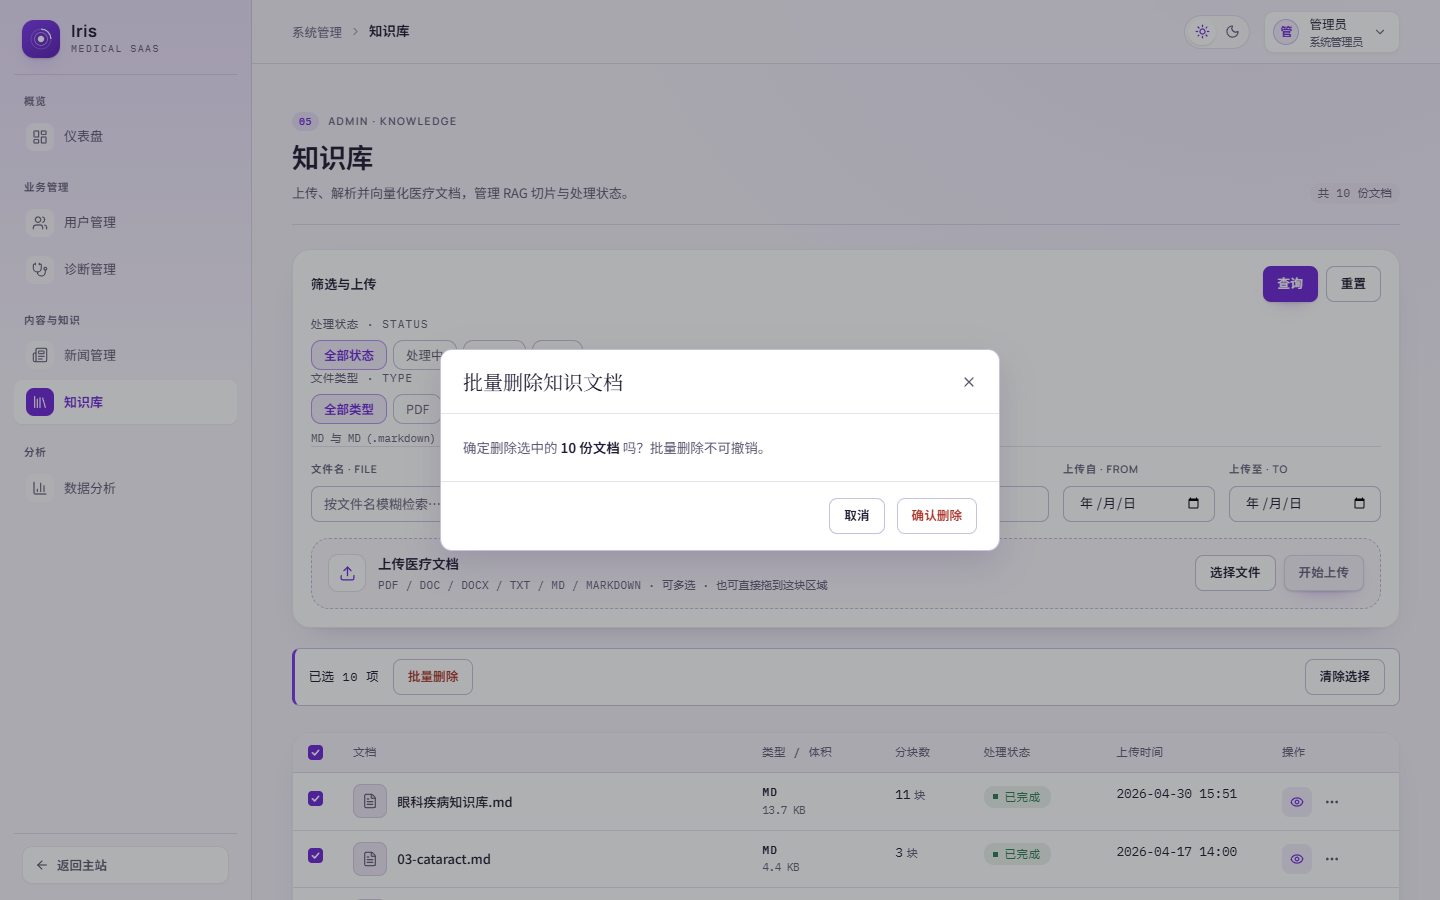 Iris
MEDICAL SAAS
概览
仪表盘
业务管理
用户管理
诊断管理
内容与知识
新闻管理
知识库
分析
数据分析
返回主站
系统管理 > 知识库
管
管理员
系统管理员
05 ADMIN · KNOWLEDGE
知识库
上传、解析并向量化医疗文档，管理 RAG 切片与处理状态。
共 10 份文档
筛选与上传
查询 重置
处理状态 · STATUS
全部状态 处理中
文件类型 · TYPE
全部类型 PDF
MD 与 MD (.markdown)
文件名 · FILE
上传自 · FROM
上传至 · TO
按文件名模糊检索…
年 /月/日
年 /月/日
批量删除知识文档
确定删除选中的 10 份文档 吗？批量删除不可撤销。
取消 确认删除
上传医疗文档
PDF / DOC / DOCX / TXT / MD / MARKDOWN · 可多选 · 也可直接拖到这块区域
选择文件 开始上传
已选 10 项 批量删除 清除选择
文档 类型 / 体积 分块数 处理状态 上传时间 操作
眼科疾病知识库.md MD 13.7 KB 11 块 已完成 2026-04-30 15:51
03-cataract.md MD 4.4 KB 3 块 已完成 2026-04-17 14:00